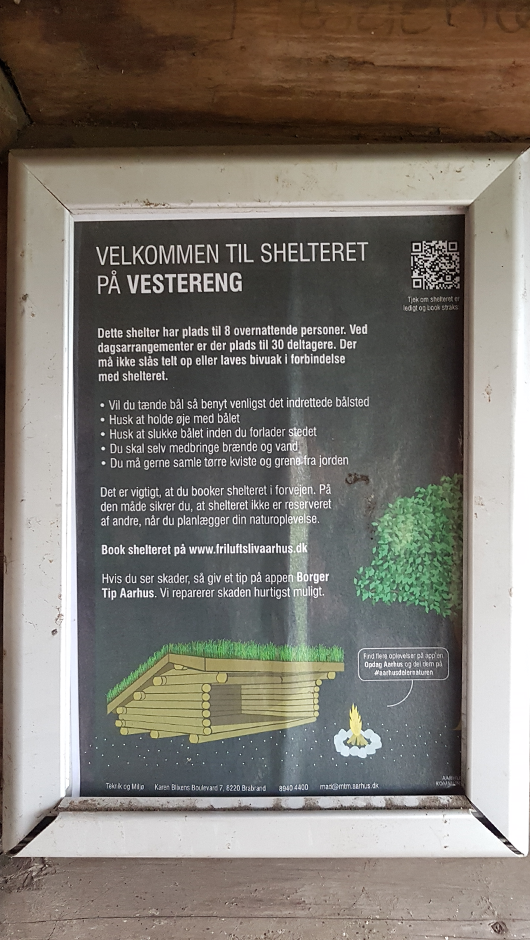 VELKOMMEN TIL SHELTERET
PÅ VESTERENG
Tjek om shelteret er
ledigt og book straks
Dette shelter har plads til 8 overnattende personer. Ved
dagsarrangementer er der plads til 30 deltagere. Der
må ikke slås telt op eller laves bivuak i forbindelse
med shelteret.
• Vil du tænde bål så benyt venligst det indrettede bålsted
• Husk at holde øje med bålet
• Husk at slukke bålet inden du forlader stedet
• Du skal selv medbringe brænde og vand
• Du må gerne samle tørre kviste og grene fra jorden
Det er vigtigt, at du booker shelteret i forvejen. På
den måde sikrer du, at shelteret ikke er reserveret
af andre, når du planlægger din naturoplevelse.
Book shelteret på www.friluftslivaarhus.dk
Hvis du ser skader, så giv et tip på appen Borger
Tip Aarhus. Vi reparerer skaden hurtigst muligt.
Find flere oplevelser på app'en
Opdag Aarhus og del dem på
#aarhusdelernaturen
Teknik og Miljø Karen Blixens Boulevard 7, 8220 Brabrand 8940 4400 mad@mtm.aarhus.dk